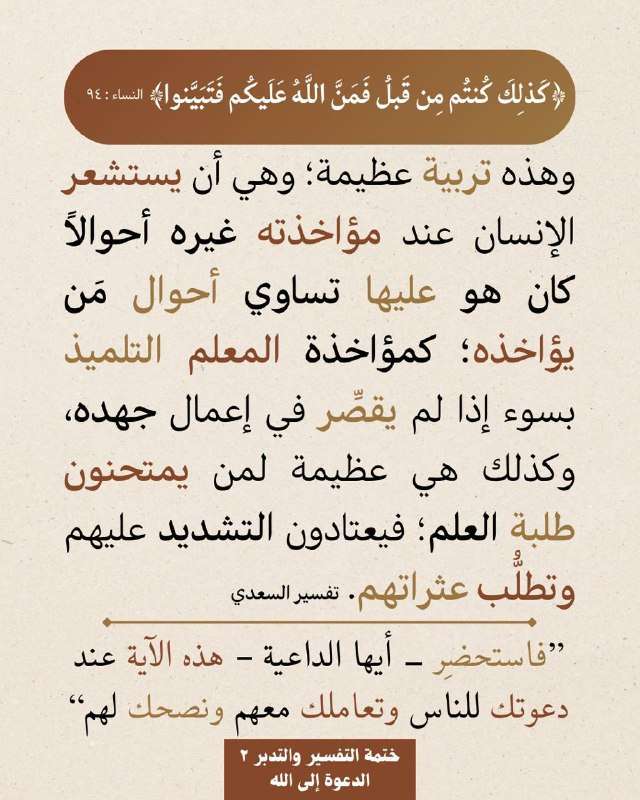 ﴿كَذَلِكَ كُنتُم مِن قَبلُ فَمَنَّ اللَّهُ عَلَيكُم فَتَبَيَّنوا﴾ النساء : ٩٤
وهذه تربية عظيمة؛ وهي أن يستشعر
الإنسان عند مؤاخذته غيره أحوالاً
كان هو عليها تساوي أحوال مَن
يؤاخذه؛ كمؤاخذة المعلم التلميذ
بسوء إذا لم يقصِّر في إعمال جهده،
وكذلك هي عظيمة لمن يمتحنون
طلبة العلم؛ فيعتادون التشديد عليهم
وتطلُّب عثراتهم. تفسير السعدي
”فاستحضِر – أيها الداعية – هذه الآية عند
دعوتك للناس وتعاملك معهم ونصحك لهم“
ختمة التفسير والتدبر ٢
الدعوة إلى الله